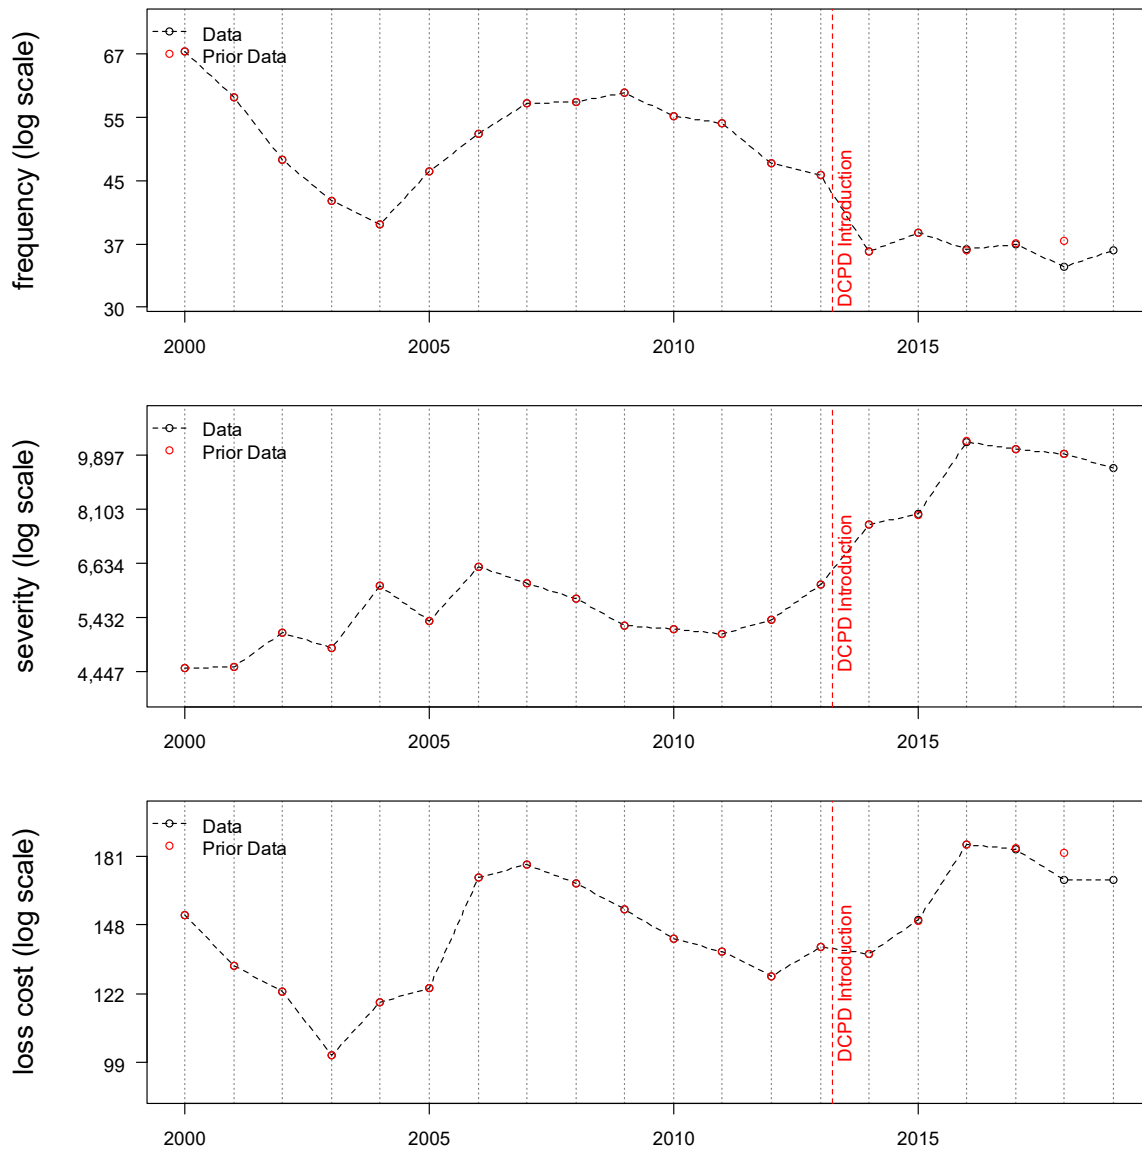 frequency (log scale)
Data
Prior Data
67
55
45
37
30
DCPD Introduction
2000
2005
2010
2015
severity (log scale)
Data
Prior Data
9,897
8,103
6,634
5,432
4,447
DCPD Introduction
2000
2005
2010
2015
loss cost (log scale)
Data
Prior Data
181
148
122
99
DCPD Introduction
2000
2005
2010
2015